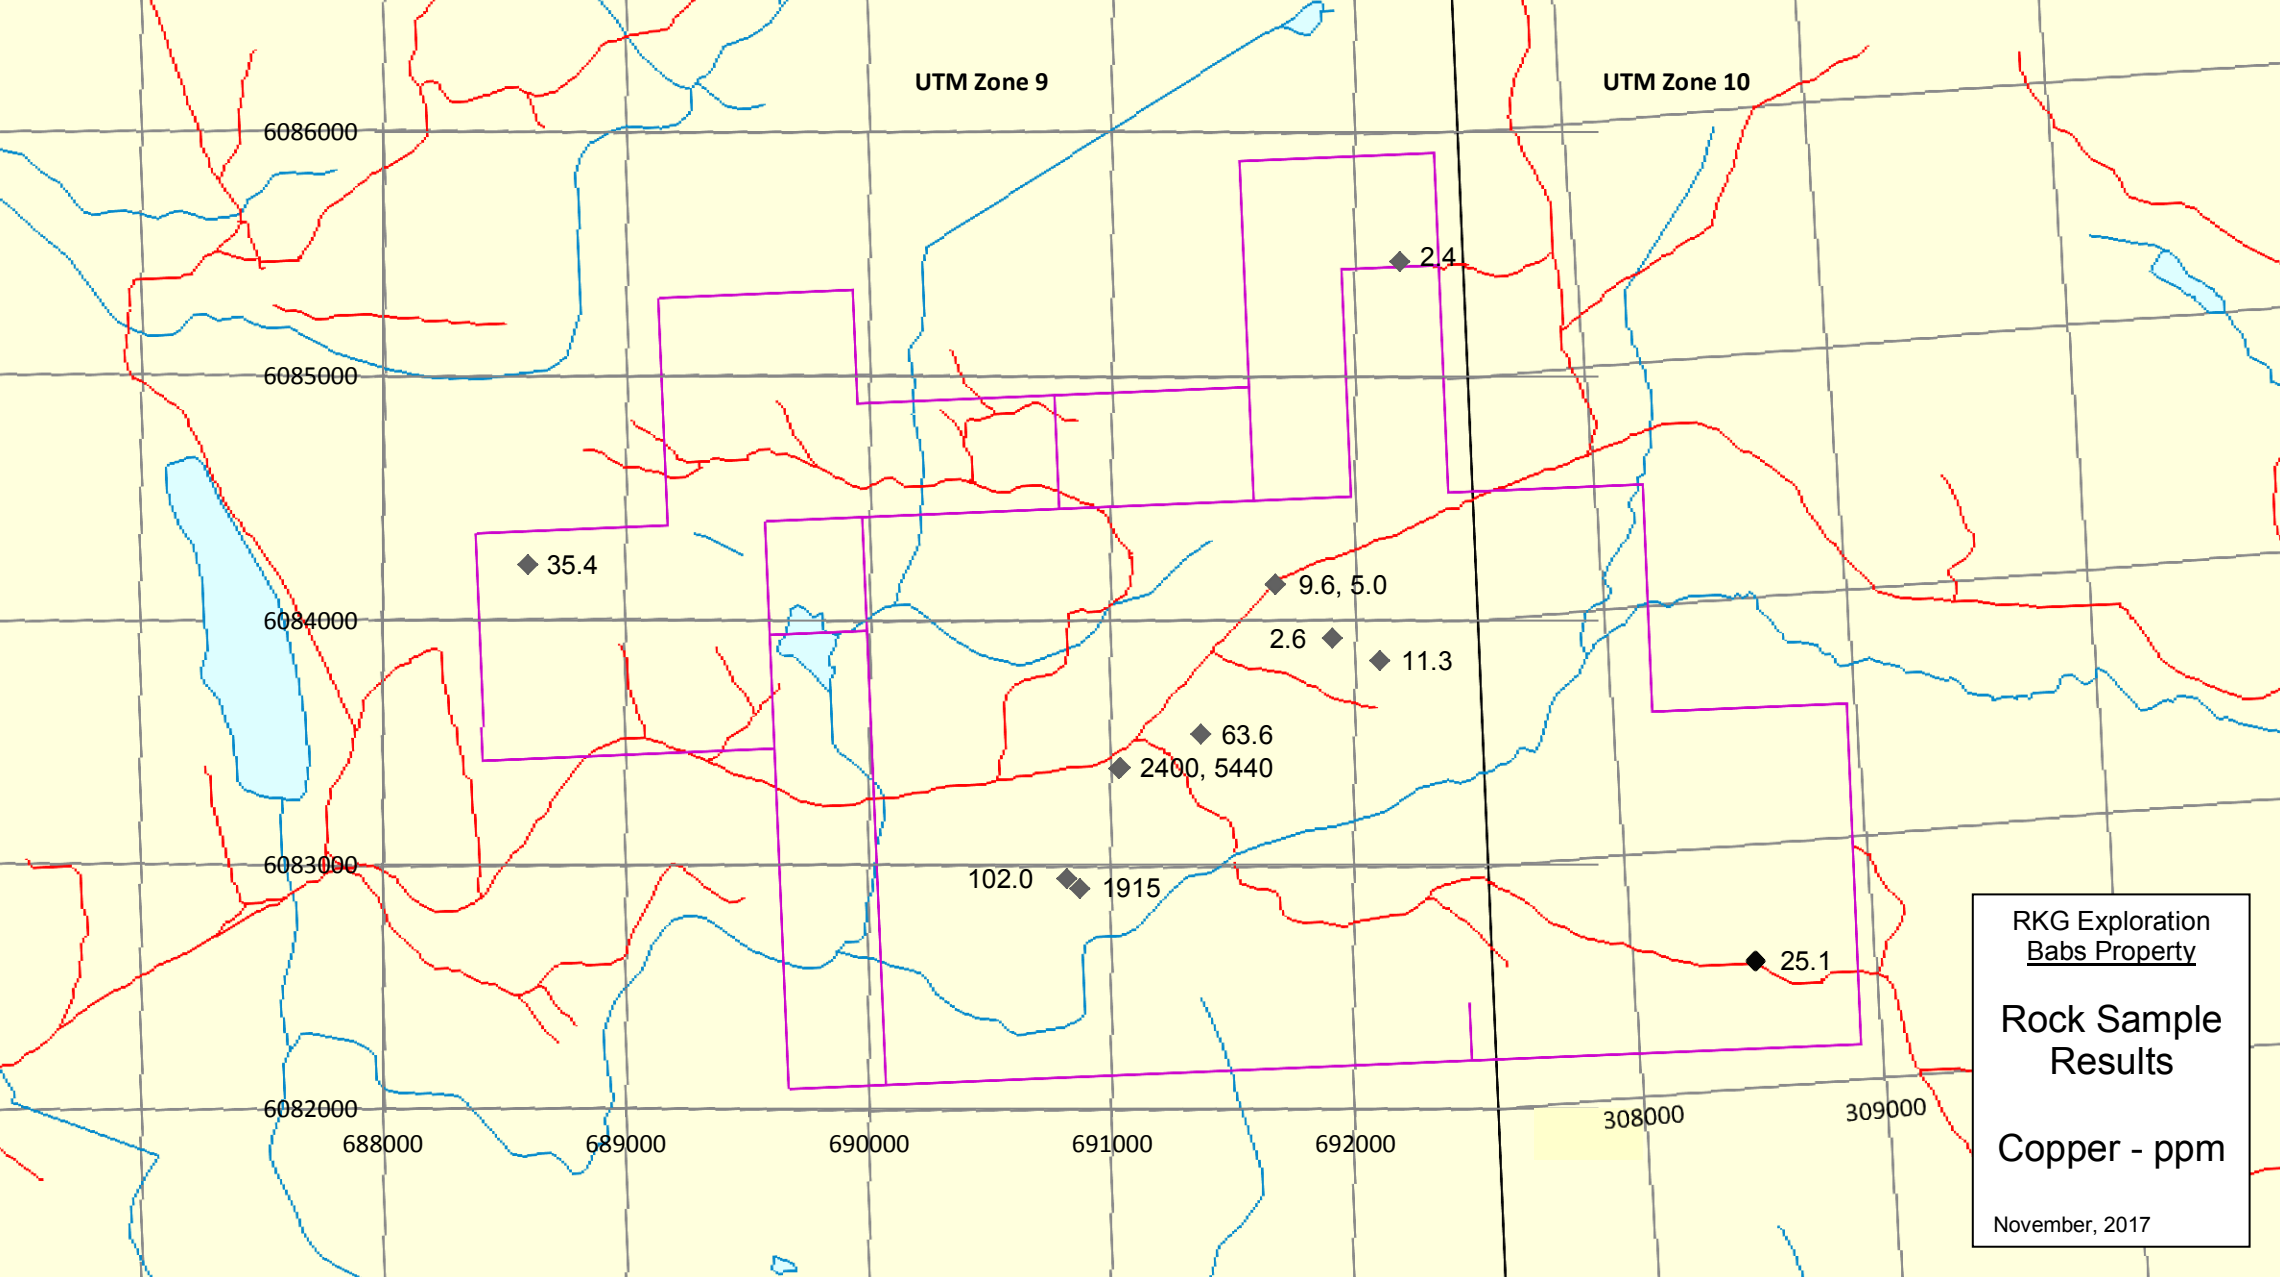 UTM Zone 9
UTM Zone 10
6086000
2.4
6085000
35.4
9.6, 5.0
6084000
2.6
11.3
63.6
2400, 5440
6083000
102.0
1915
25.1
6082000
308000
309000
688000
689000
690000
691000
692000
RKG Exploration
Babs Property
Rock Sample
Results
Copper - ppm
November, 2017